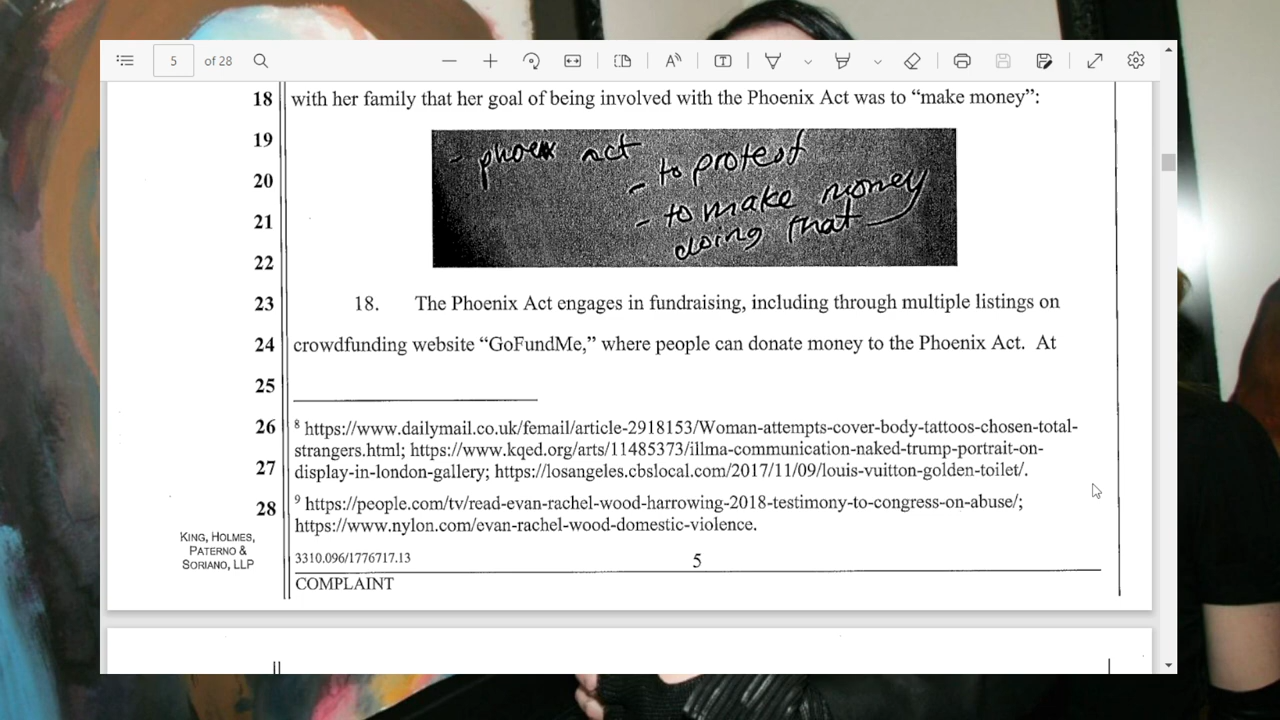 5 of 28
18 with her family that her goal of being involved with the Phoenix Act was to “make money”:
19
- phoex act
- to protest
20
- to make money
21
doing that
22
23 18. The Phoenix Act engages in fundraising, including through multiple listings on
24 crowdfunding website “GoFundMe,” where people can donate money to the Phoenix Act. At
25
26 8 https://www.dailymail.co.uk/femail/article-2918153/Woman-attempts-cover-body-tattoos-chosen-total-
strangers.html; https://www.kqed.org/arts/11485373/illma-communication-naked-trump-portrait-on-
27 display-in-london-gallery; https://losangeles.cbslocal.com/2017/11/09/louis-vuitton-golden-toilet/.
28 9 https://people.com/tv/read-evan-rachel-wood-harrowing-2018-testimony-to-congress-on-abuse/;
https://www.nylon.com/evan-rachel-wood-domestic-violence.
KING, HOLMES,
PATERNO &
SORIANO, LLP
3310.096/1776717.13
5
COMPLAINT